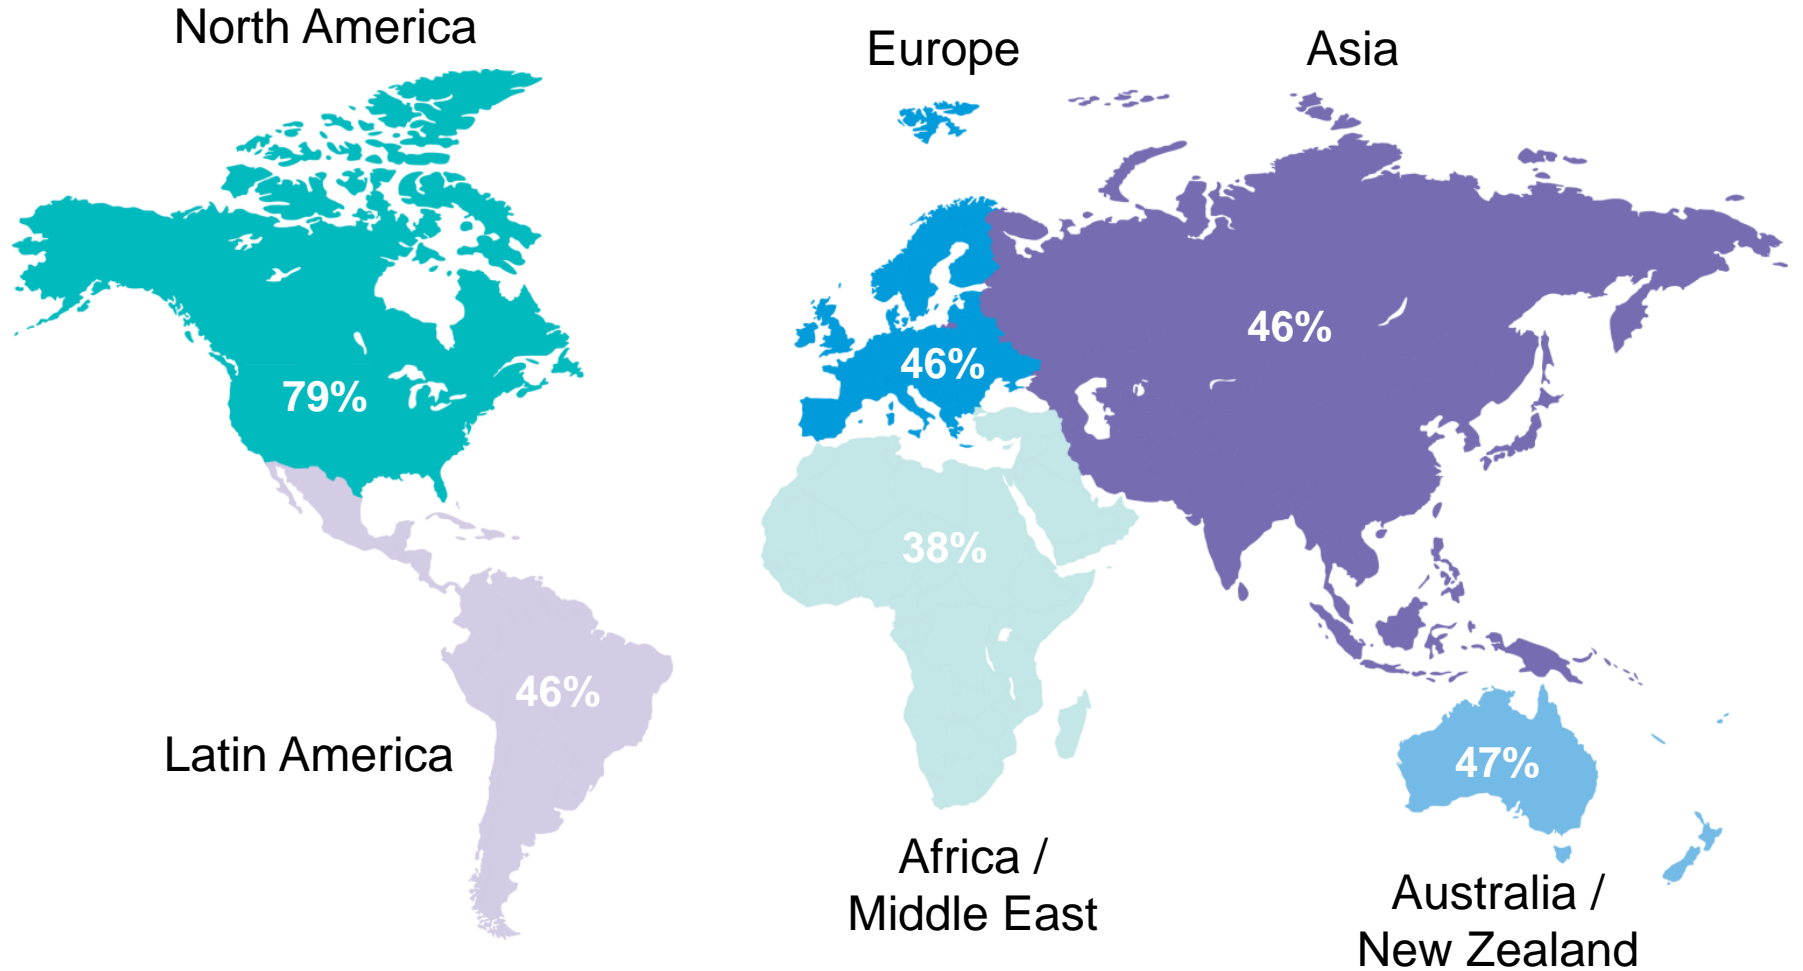 North America
Europe
Asia
79%
46%
46%
38%
46%
Latin America
47%
Africa /
Middle East
Australia /
New Zealand